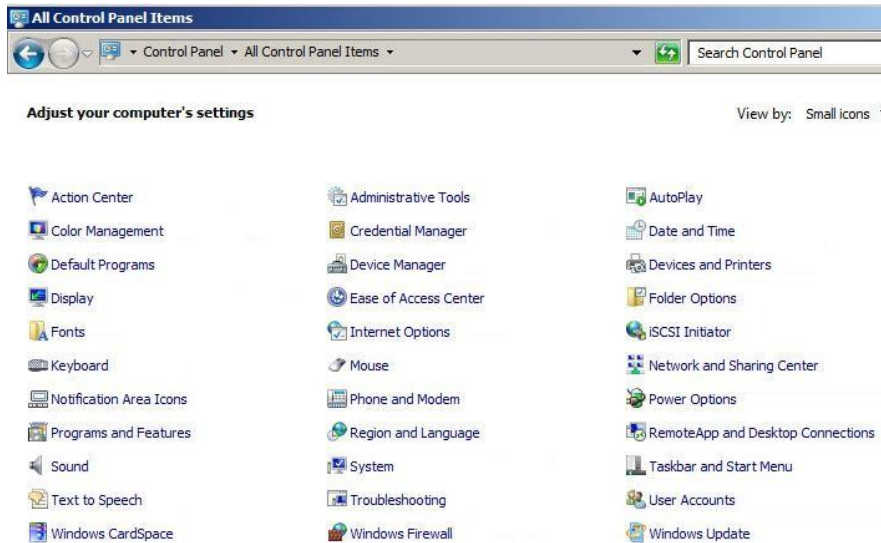 All Control Panel Items
Control Panel All Control Panel Items Search Control Panel
Adjust your computer's settings View by: Small icons
Action Center Administrative Tools AutoPlay
Color Management Credential Manager Date and Time
Default Programs Device Manager Devices and Printers
Display Ease of Access Center Folder Options
Fonts Internet Options iSCSI Initiator
Keyboard Mouse Network and Sharing Center
Notification Area Icons Phone and Modem Power Options
Programs and Features Region and Language RemoteApp and Desktop Connections
Sound System Taskbar and Start Menu
Text to Speech Troubleshooting User Accounts
Windows CardSpace Windows Firewall Windows Update